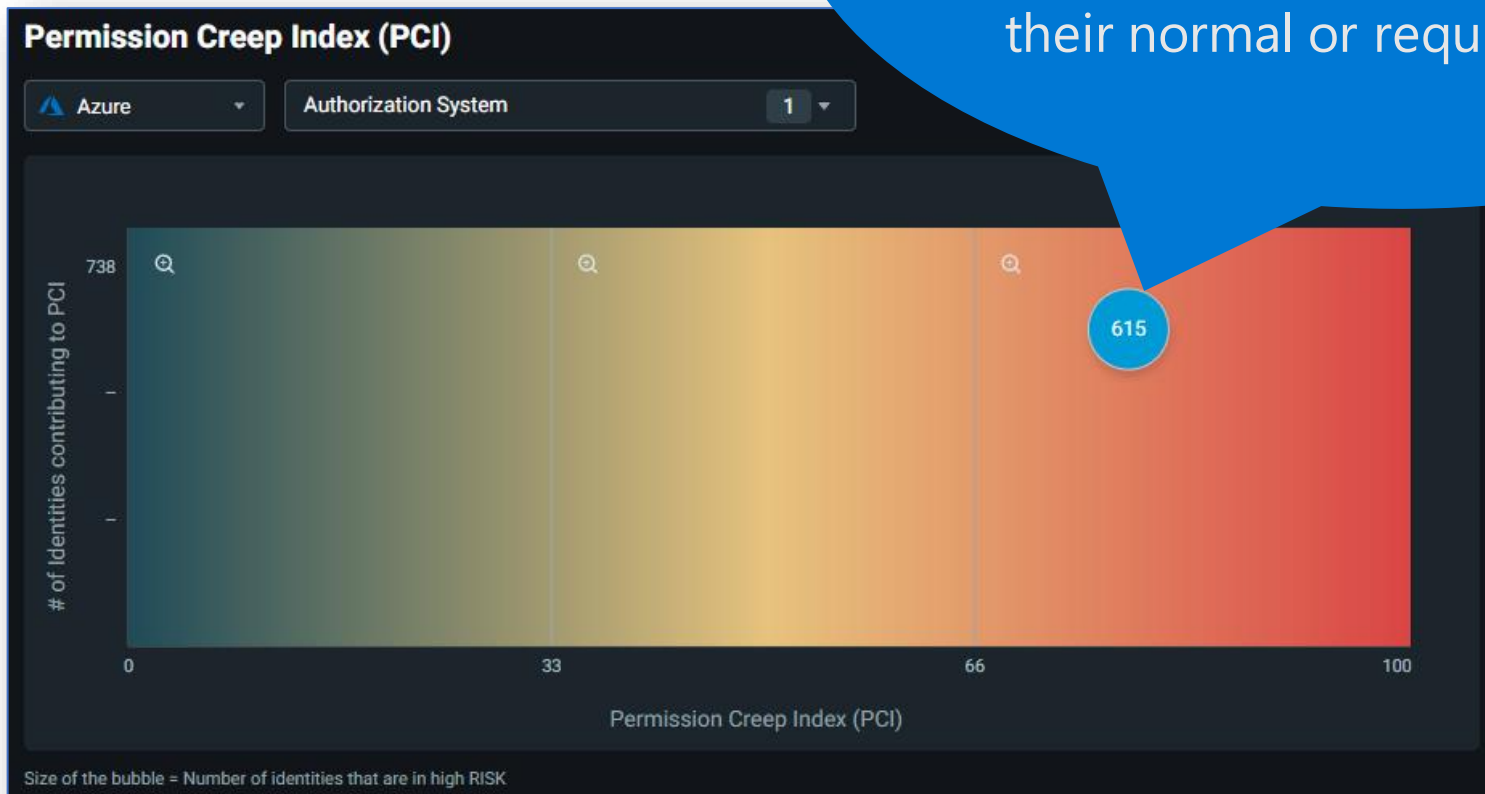 their normal or requ
Permission Creep Index (PCI)
Azure
Authorization System 1
# of Identities contributing to PCI
738
–
–
615
0 33 66 100
Permission Creep Index (PCI)
Size of the bubble = Number of identities that are in high RISK